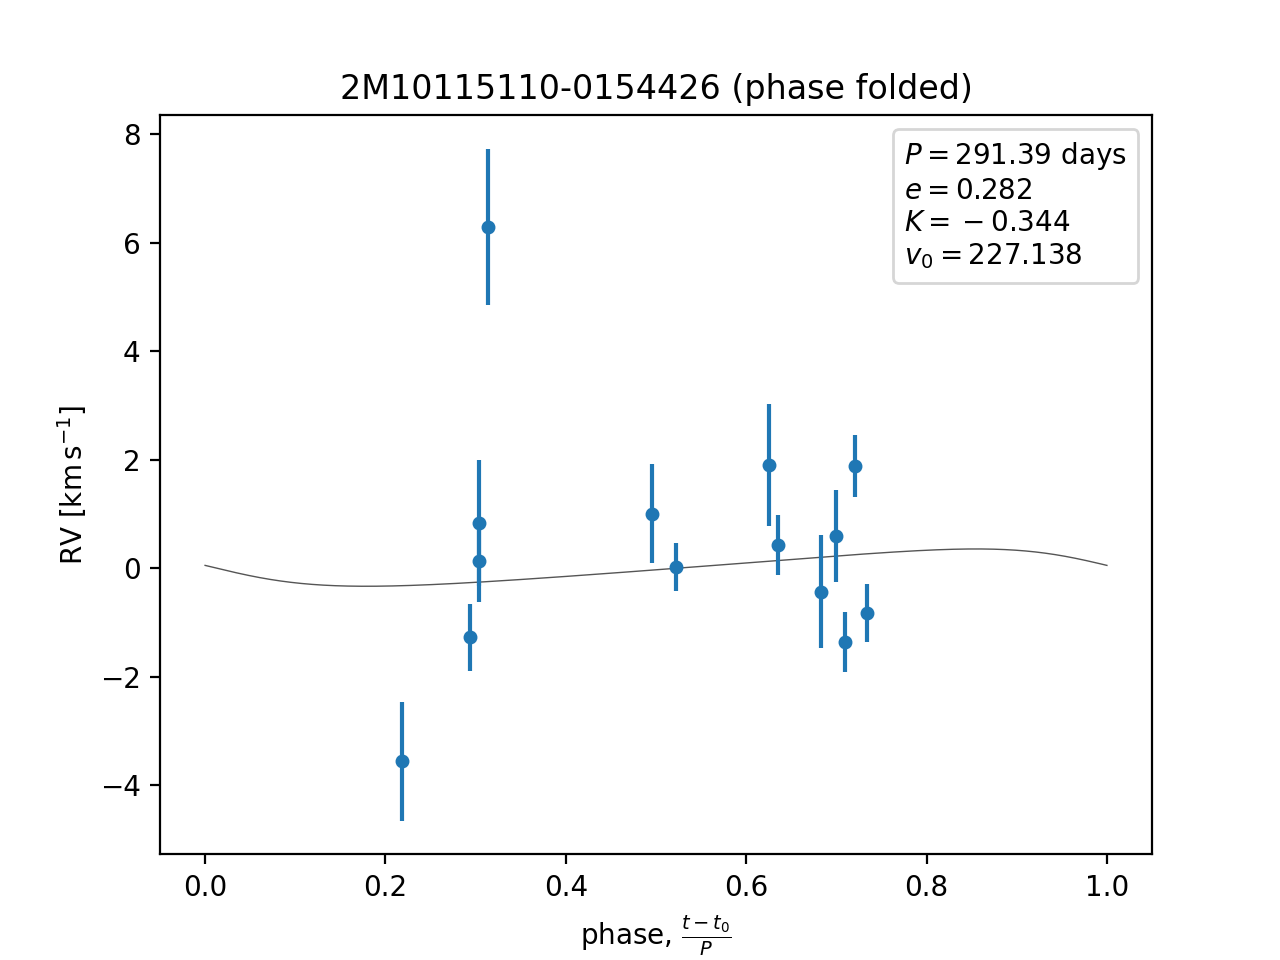 2M10115110-0154426 (phase folded)
P = 291.39 days
e = 0.282
K = −0.344
v₀ = 227.138
8
6
4
2
0
−2
−4
RV [km s⁻¹]
0.0 0.2 0.4 0.6 0.8 1.0
phase, (t − t₀)/P